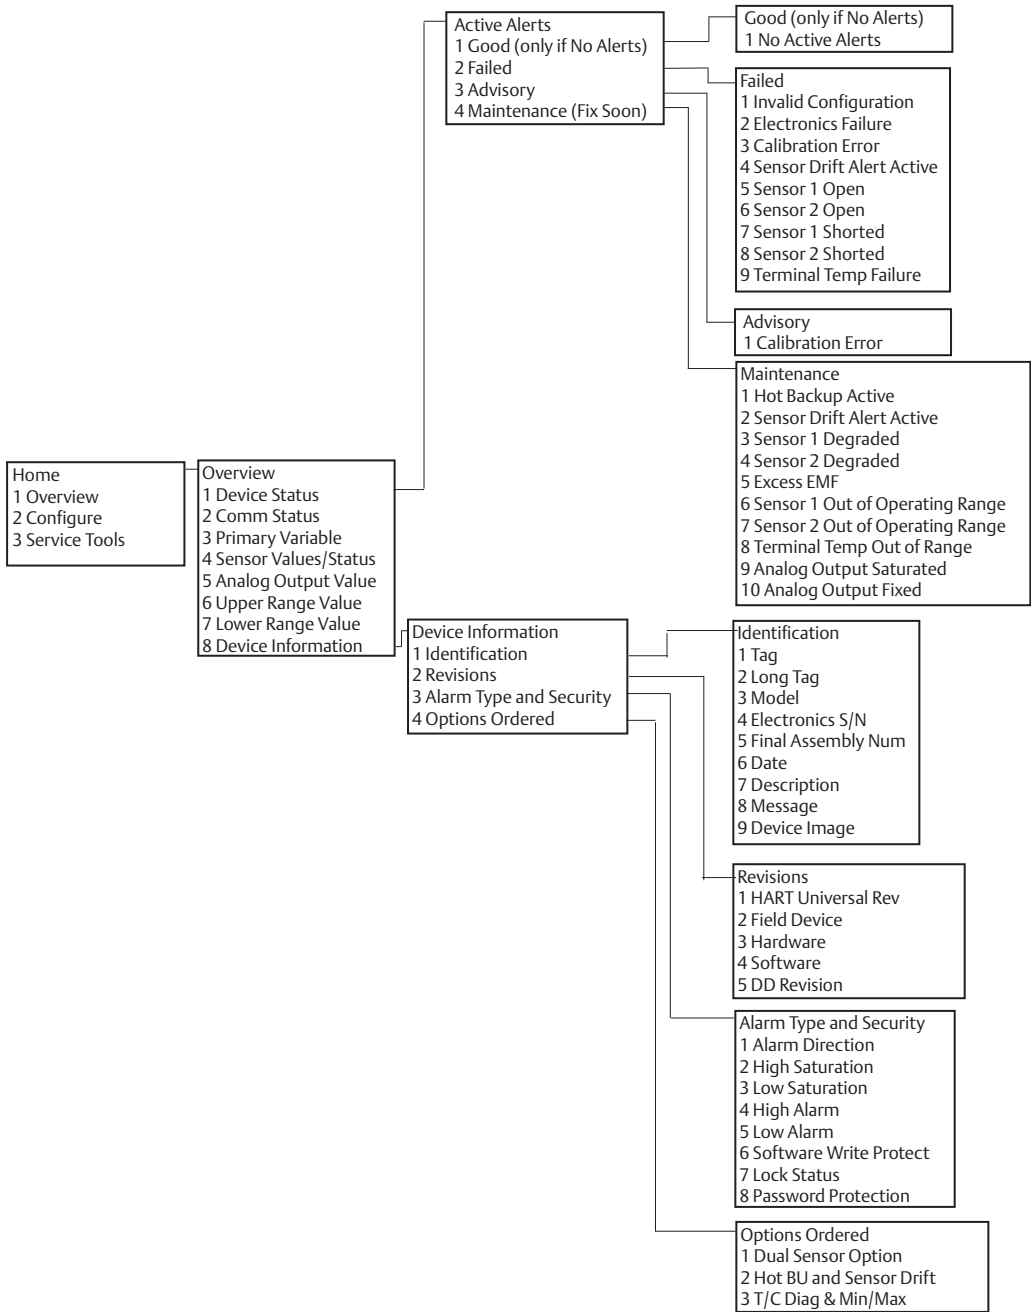 Home
1 Overview
2 Configure
3 Service Tools
Overview
1 Device Status
2 Comm Status
3 Primary Variable
4 Sensor Values/Status
5 Analog Output Value
6 Upper Range Value
7 Lower Range Value
8 Device Information
Active Alerts
1 Good (only if No Alerts)
2 Failed
3 Advisory
4 Maintenance (Fix Soon)
Good (only if No Alerts)
1 No Active Alerts
Failed
1 Invalid Configuration
2 Electronics Failure
3 Calibration Error
4 Sensor Drift Alert Active
5 Sensor 1 Open
6 Sensor 2 Open
7 Sensor 1 Shorted
8 Sensor 2 Shorted
9 Terminal Temp Failure
Advisory
1 Calibration Error
Maintenance
1 Hot Backup Active
2 Sensor Drift Alert Active
3 Sensor 1 Degraded
4 Sensor 2 Degraded
5 Excess EMF
6 Sensor 1 Out of Operating Range
7 Sensor 2 Out of Operating Range
8 Terminal Temp Out of Range
9 Analog Output Saturated
10 Analog Output Fixed
Device Information
1 Identification
2 Revisions
3 Alarm Type and Security
4 Options Ordered
Identification
1 Tag
2 Long Tag
3 Model
4 Electronics S/N
5 Final Assembly Num
6 Date
7 Description
8 Message
9 Device Image
Revisions
1 HART Universal Rev
2 Field Device
3 Hardware
4 Software
5 DD Revision
Alarm Type and Security
1 Alarm Direction
2 High Saturation
3 Low Saturation
4 High Alarm
5 Low Alarm
6 Software Write Protect
7 Lock Status
8 Password Protection
Options Ordered
1 Dual Sensor Option
2 Hot BU and Sensor Drift
3 T/C Diag & Min/Max